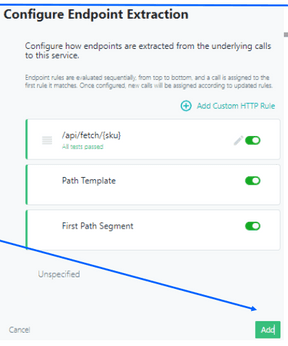 Configure Endpoint Extraction
Configure how endpoints are extracted from the underlying calls
to this service.
Endpoint rules are evaluated sequentially, from top to bottom, and a call is assigned to the
first rule it matches. Once configured, new calls will be assigned according to updated rules.
Add Custom HTTP Rule
/api/fetch/{sku}
All tests passed
Path Template
First Path Segment
Unspecified
Cancel
Add